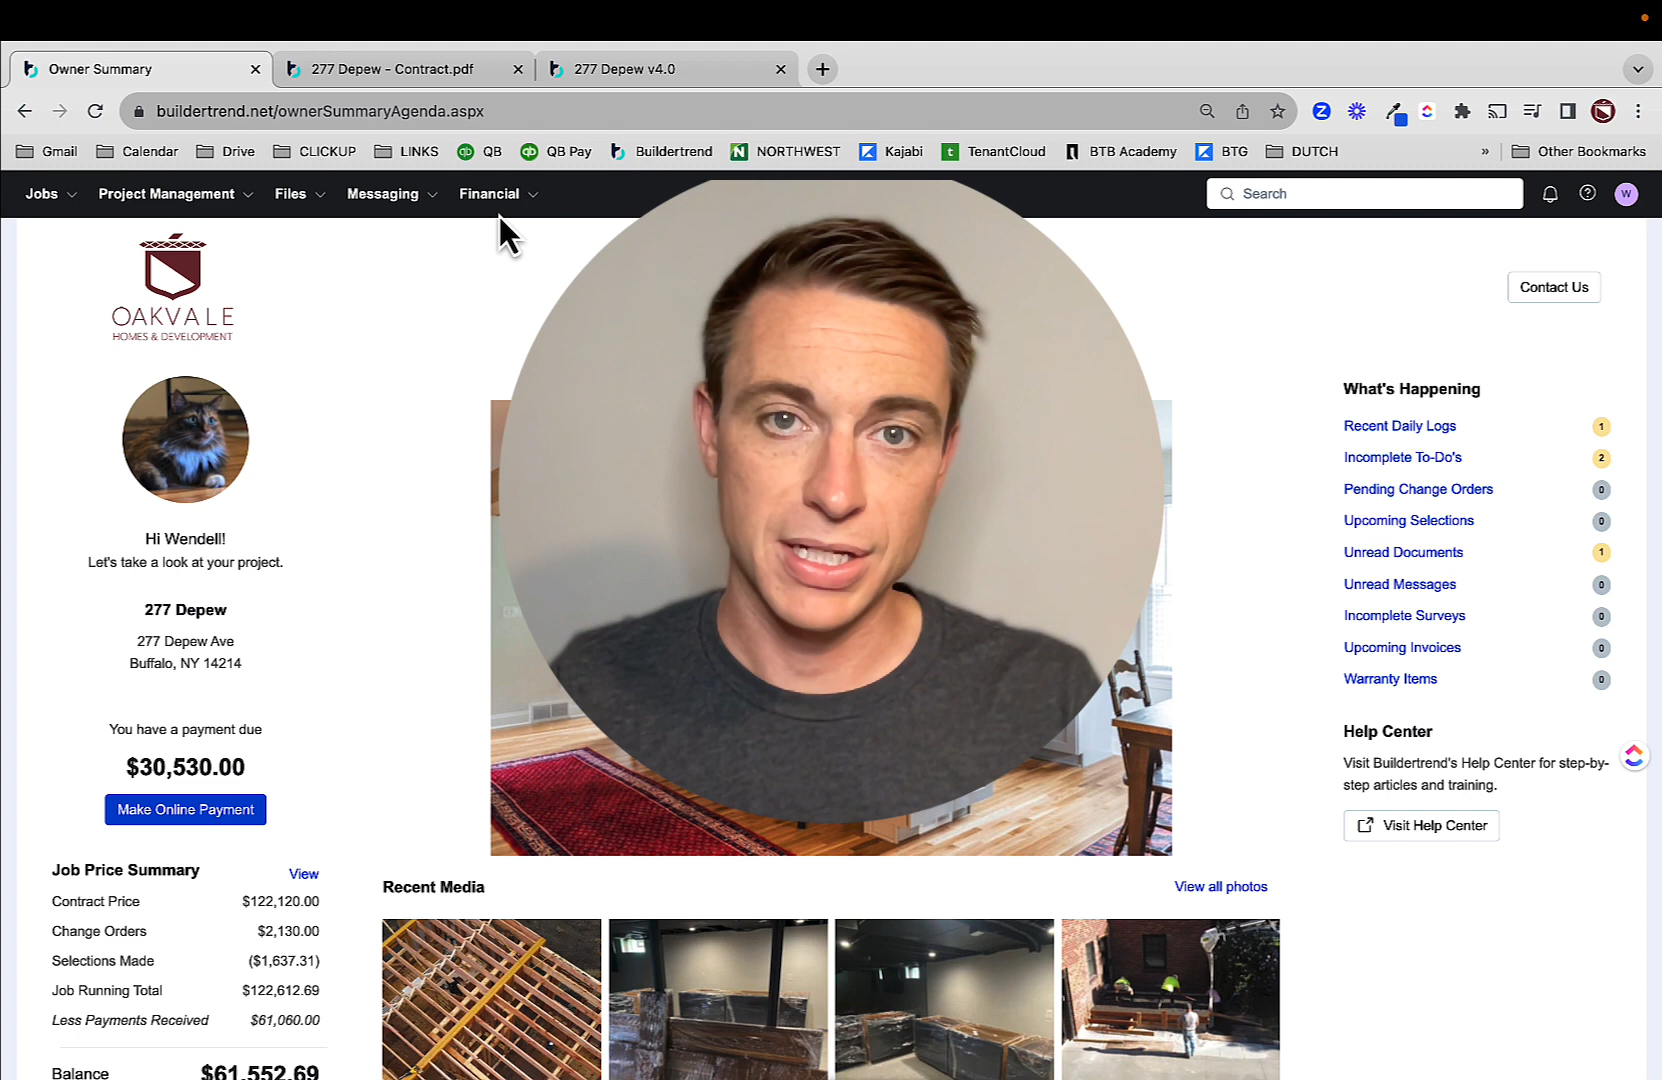 Owner Summary
277 Depew - Contract.pdf
277 Depew v4.0
buildertrend.net/ownerSummaryAgenda.aspx
Gmail
Calendar
Drive
CLICKUP
LINKS
QB
QB Pay
Buildertrend
NORTHWEST
Kajabi
TenantCloud
BTB Academy
BTG
DUTCH
»
Other Bookmarks
Jobs
Project Management
Files
Messaging
Financial
Search
W
OAKVALE
HOMES & DEVELOPMENT
Contact Us
Hi Wendell!
Let's take a look at your project.
277 Depew
277 Depew Ave
Buffalo, NY 14214
You have a payment due
$30,530.00
Make Online Payment
Job Price Summary View
Contract Price $122,120.00
Change Orders $2,130.00
Selections Made ($1,637.31)
Job Running Total $122,612.69
Less Payments Received $61,060.00
Balance $61,552.69
Recent Media
View all photos
What's Happening
Recent Daily Logs 1
Incomplete To-Do's 2
Pending Change Orders 0
Upcoming Selections 0
Unread Documents 1
Unread Messages 0
Incomplete Surveys 0
Upcoming Invoices 0
Warranty Items 0
Help Center
Visit Buildertrend's Help Center for step-by-
step articles and training.
Visit Help Center